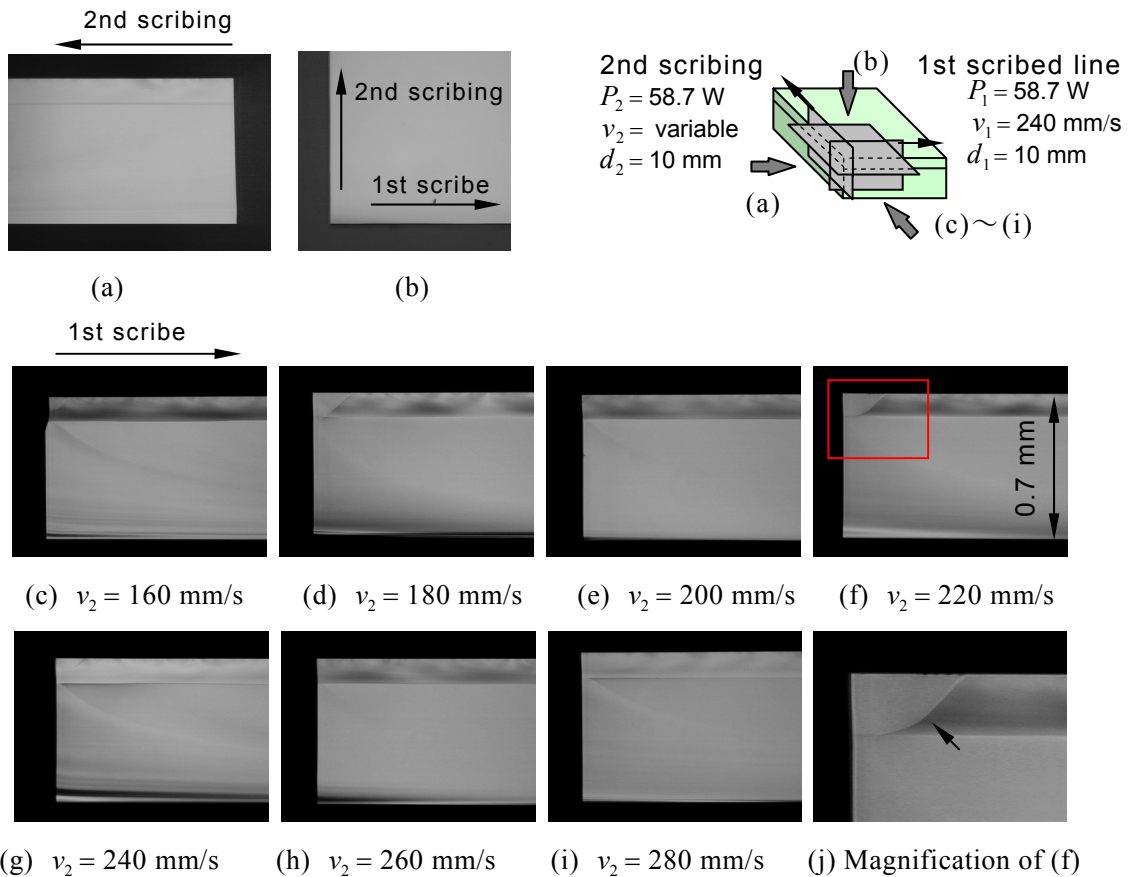 2nd scribing
2nd scribing
1st scribe
(a)
(b)
2nd scribing
P2 = 58.7 W
v2 = variable
d2 = 10 mm
(b)
1st scribed line
P1 = 58.7 W
v1 = 240 mm/s
d1 = 10 mm
(a)
(c)～(i)
1st scribe
0.7 mm
(c) v2 = 160 mm/s
(d) v2 = 180 mm/s
(e) v2 = 200 mm/s
(f) v2 = 220 mm/s
(g) v2 = 240 mm/s
(h) v2 = 260 mm/s
(i) v2 = 280 mm/s
(j) Magnification of (f)